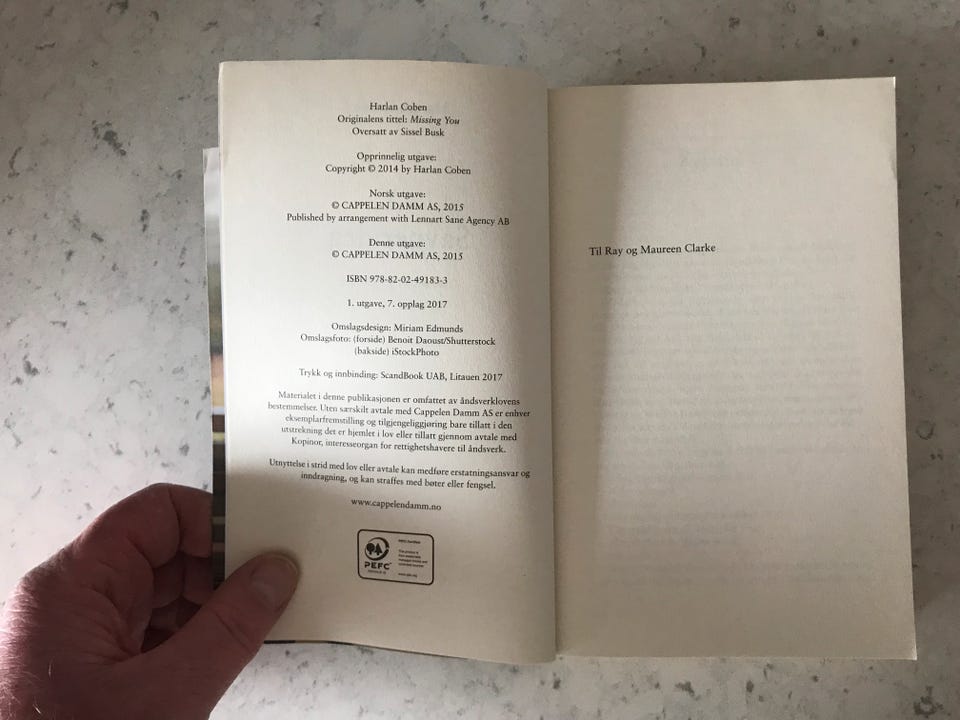 Harlan Coben
Originalens tittel: Missing You
Oversatt av Sissel Busk
Opprinnelig utgave:
Copyright © 2014 by Harlan Coben
Norsk utgave:
© CAPPELEN DAMM AS, 2015
Published by arrangement with Lennart Sane Agency AB
Denne utgave:
© CAPPELEN DAMM AS, 2015
ISBN 978-82-02-49183-3
1. utgave, 7. opplag 2017
Omslagsdesign: Miriam Edmunds
Omslagsfoto: (forside) Benoit Daoust/Shutterstock
(bakside) iStockPhoto
Trykk og innbinding: ScandBook UAB, Litauen 2017
Materialet i denne publikasjonen er omfattet av åndsverklovens
bestemmelser. Uten særskilt avtale med Cappelen Damm AS er enhver
eksemplarfremstilling og tilgjengeliggjøring bare tillatt i den
utstrekning det er hjemlet i lov eller tillatt gjennom avtale med
Kopinor, interesseorgan for rettighetshavere til åndsverk.
Utnyttelse i strid med lov eller avtale kan medføre erstatningsansvar og
inndragning, og kan straffes med bøter eller fengsel.
www.cappelendamm.no
PEFC
PEFC Certified
Til Ray og Maureen Clarke